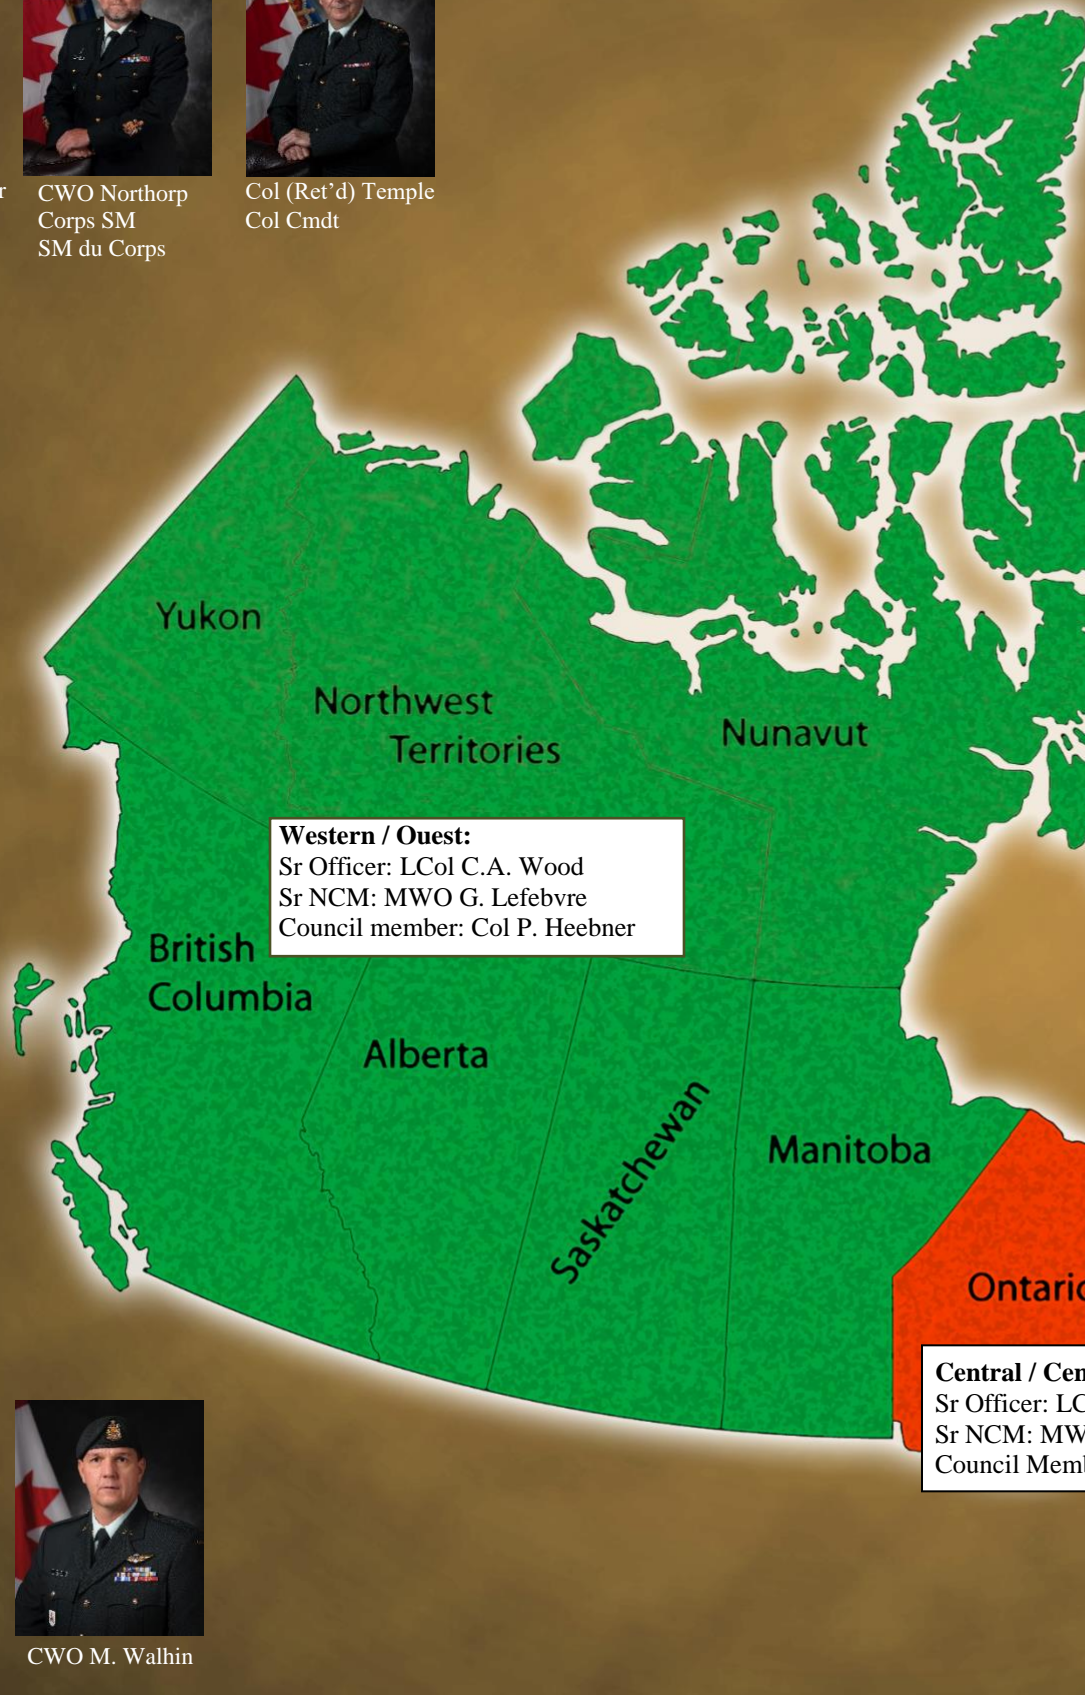 CWO Northorp
Corps SM
SM du Corps
Col (Ret’d) Temple
Col Cmdt
Yukon
Northwest
Territories
Nunavut
Western / Ouest:
Sr Officer: LCol C.A. Wood
Sr NCM: MWO G. Lefebvre
Council member: Col P. Heebner
British
Columbia
Alberta
Saskatchewan
Manitoba
Ontario
Central / Cen
Sr Officer: LC
Sr NCM: MW
Council Memb
CWO M. Walhin